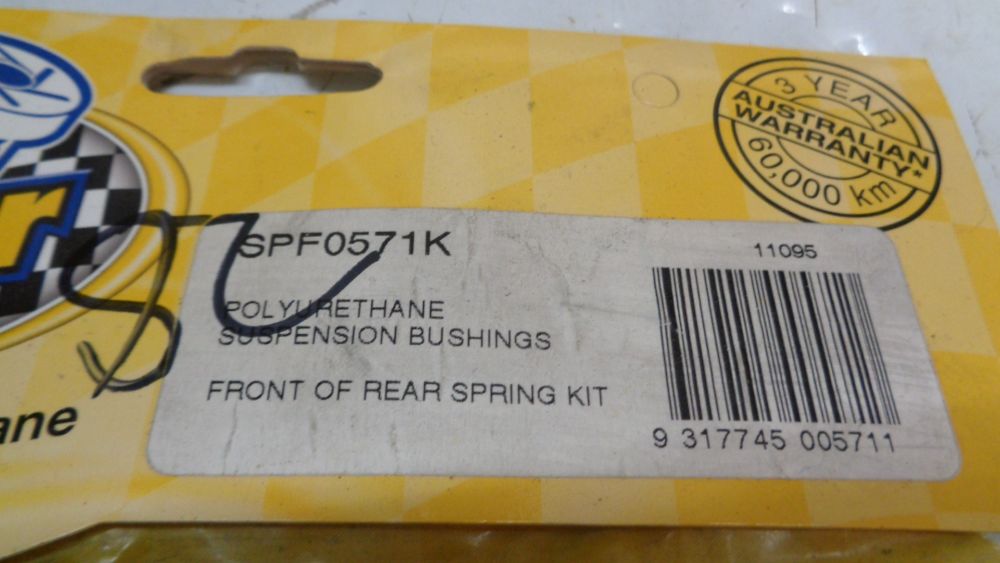 3 YEAR
AUSTRALIAN
WARRANTY*
60,000 km
SPF0571K
11095
POLYURETHANE
SUSPENSION BUSHINGS
FRONT OF REAR SPRING KIT
9 317745 005711
ane